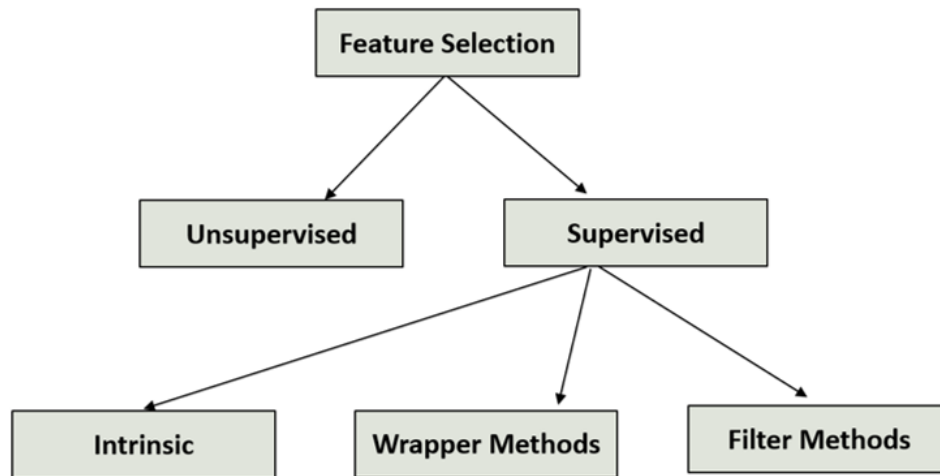 Feature Selection
Unsupervised
Supervised
Intrinsic
Wrapper Methods
Filter Methods